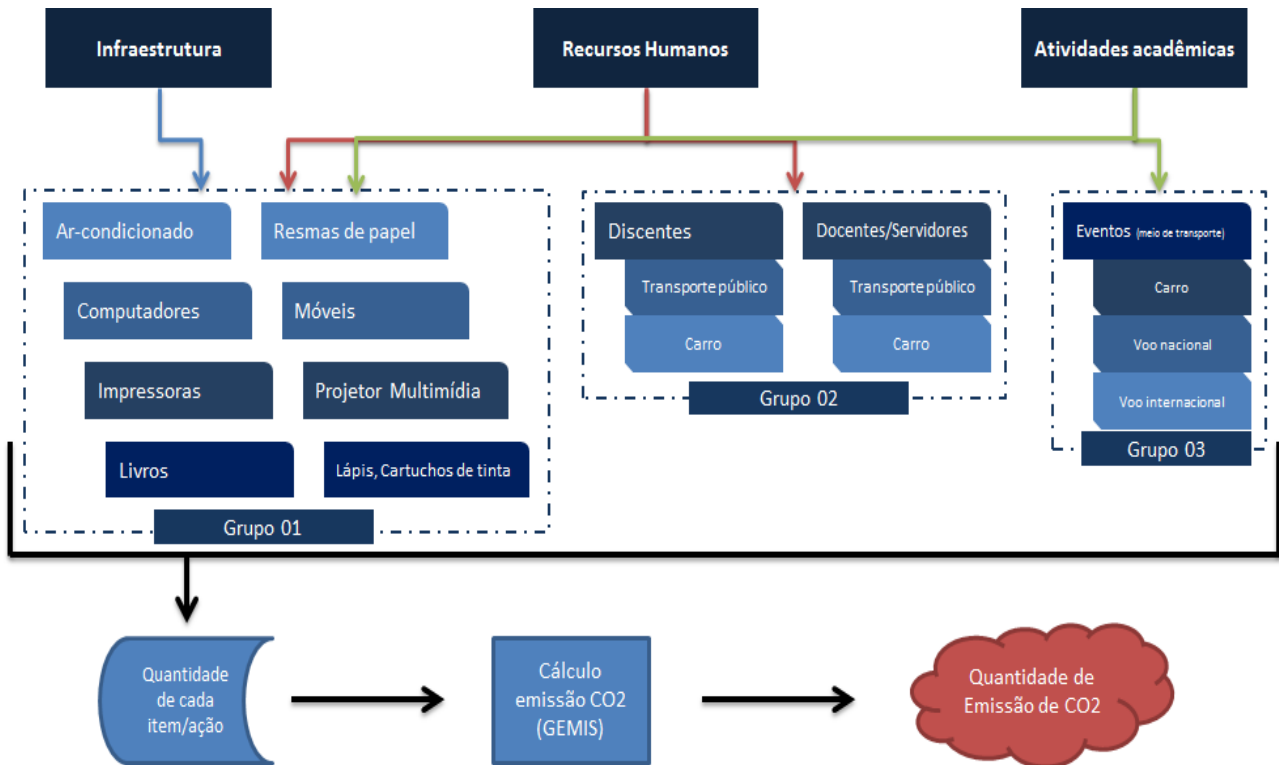 Infraestrutura
Recursos Humanos
Atividades acadêmicas
Ar-condicionado
Resmas de papel
Computadores
Móveis
Impressoras
Projetor Multimídia
Livros
Lápis, Cartuchos de tinta
Grupo 01
Discentes
Transporte público
Carro
Docentes/Servidores
Transporte público
Carro
Grupo 02
Eventos (meio de transporte)
Carro
Voo nacional
Voo internacional
Grupo 03
Quantidade
de cada
item/ação
Cálculo
emissão CO2
(GEMIS)
Quantidade de
Emissão de CO2